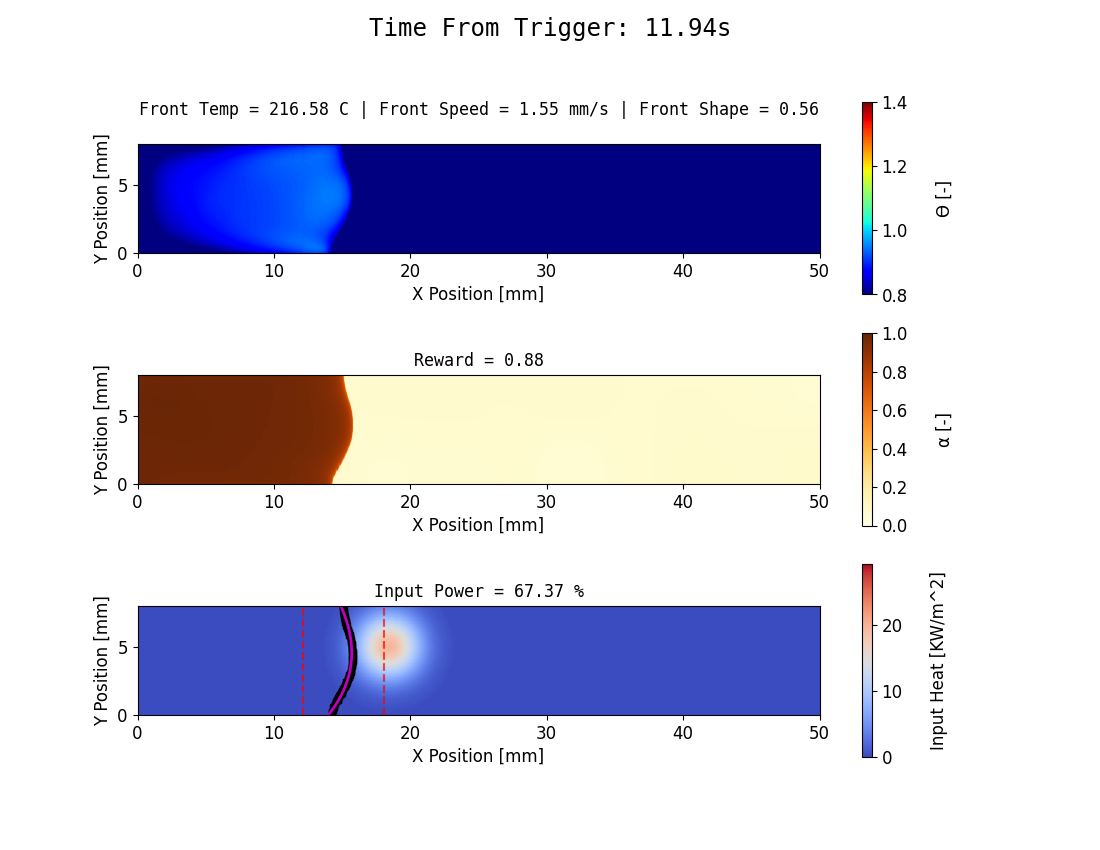 Time From Trigger: 11.94s
Front Temp = 216.58 C | Front Speed = 1.55 mm/s | Front Shape = 0.56
Y Position [mm]
5
0
0 10 20 30 40 50
X Position [mm]
1.4
1.2
1.0
0.8
Θ [-]
Reward = 0.88
Y Position [mm]
5
0
0 10 20 30 40 50
X Position [mm]
1.0
0.8
0.6
0.4
0.2
0.0
α [-]
Input Power = 67.37 %
Y Position [mm]
5
0
0 10 20 30 40 50
X Position [mm]
20
10
0
Input Heat [KW/m^2]